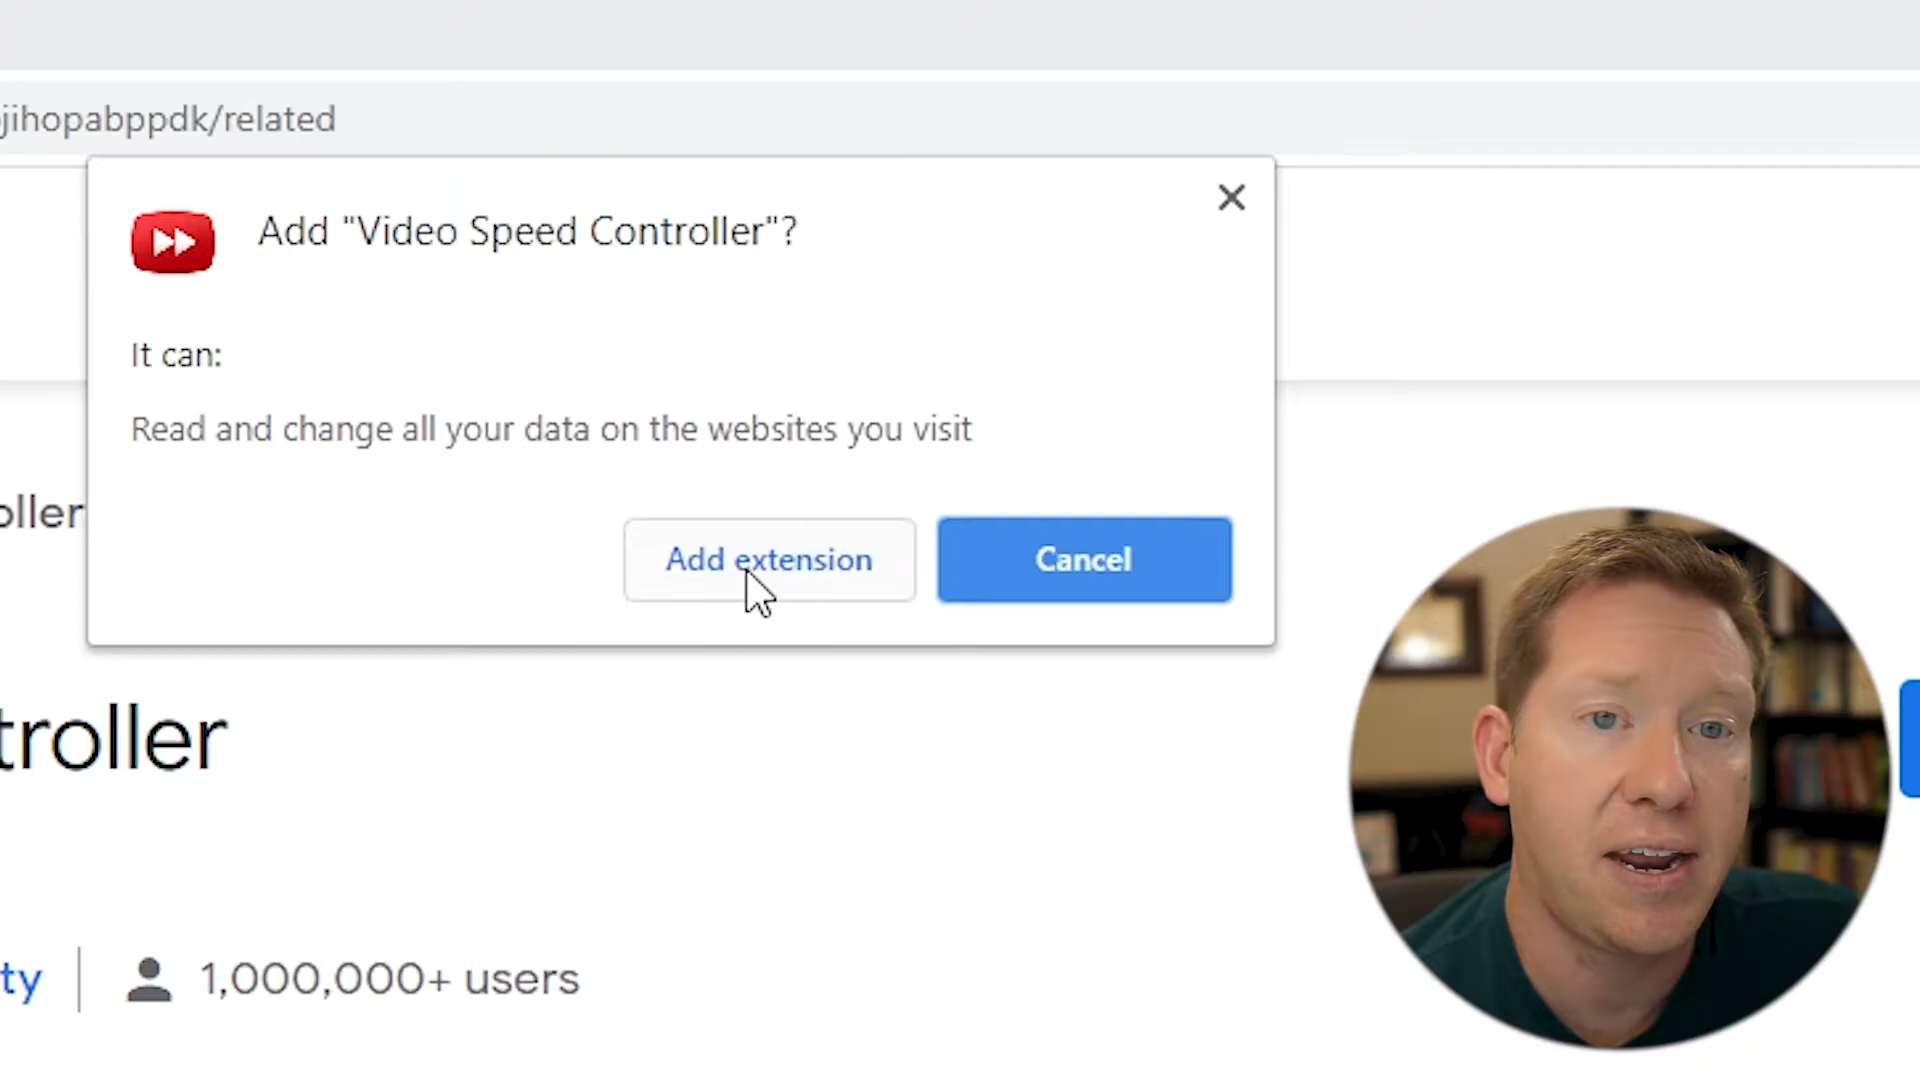 jihopabppdk/related
Add "Video Speed Controller"?
It can:
Read and change all your data on the websites you visit
Add extension
Cancel
oller
troller
ty
1,000,000+ users